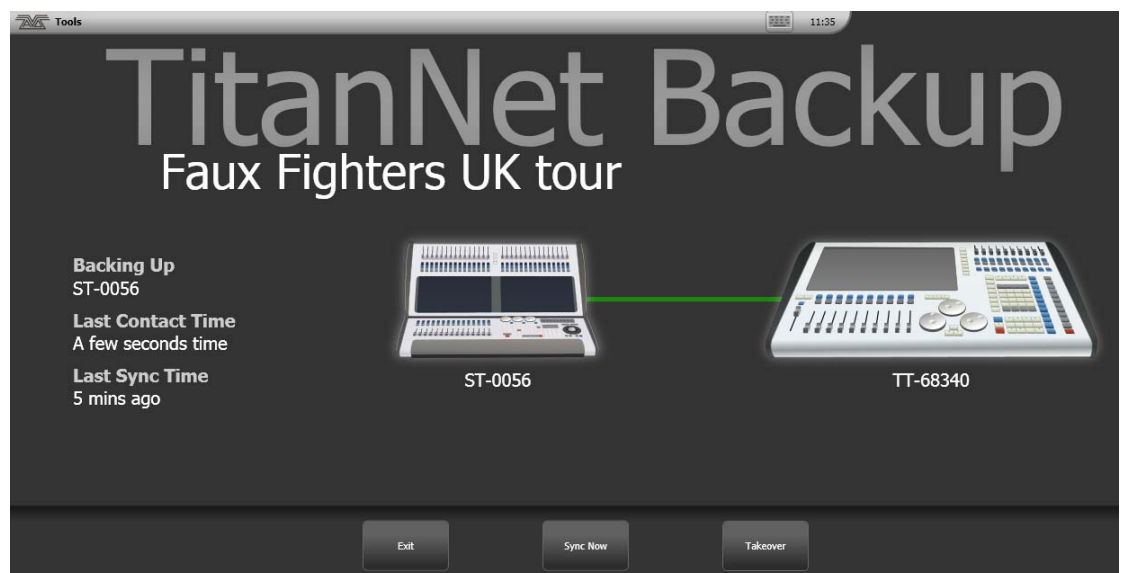 Tools
11:35
TitanNet Backup
Faux Fighters UK tour
Backing Up
ST-0056
Last Contact Time
A few seconds time
Last Sync Time
5 mins ago
ST-0056
TT-68340
Exit
Sync Now
Takeover